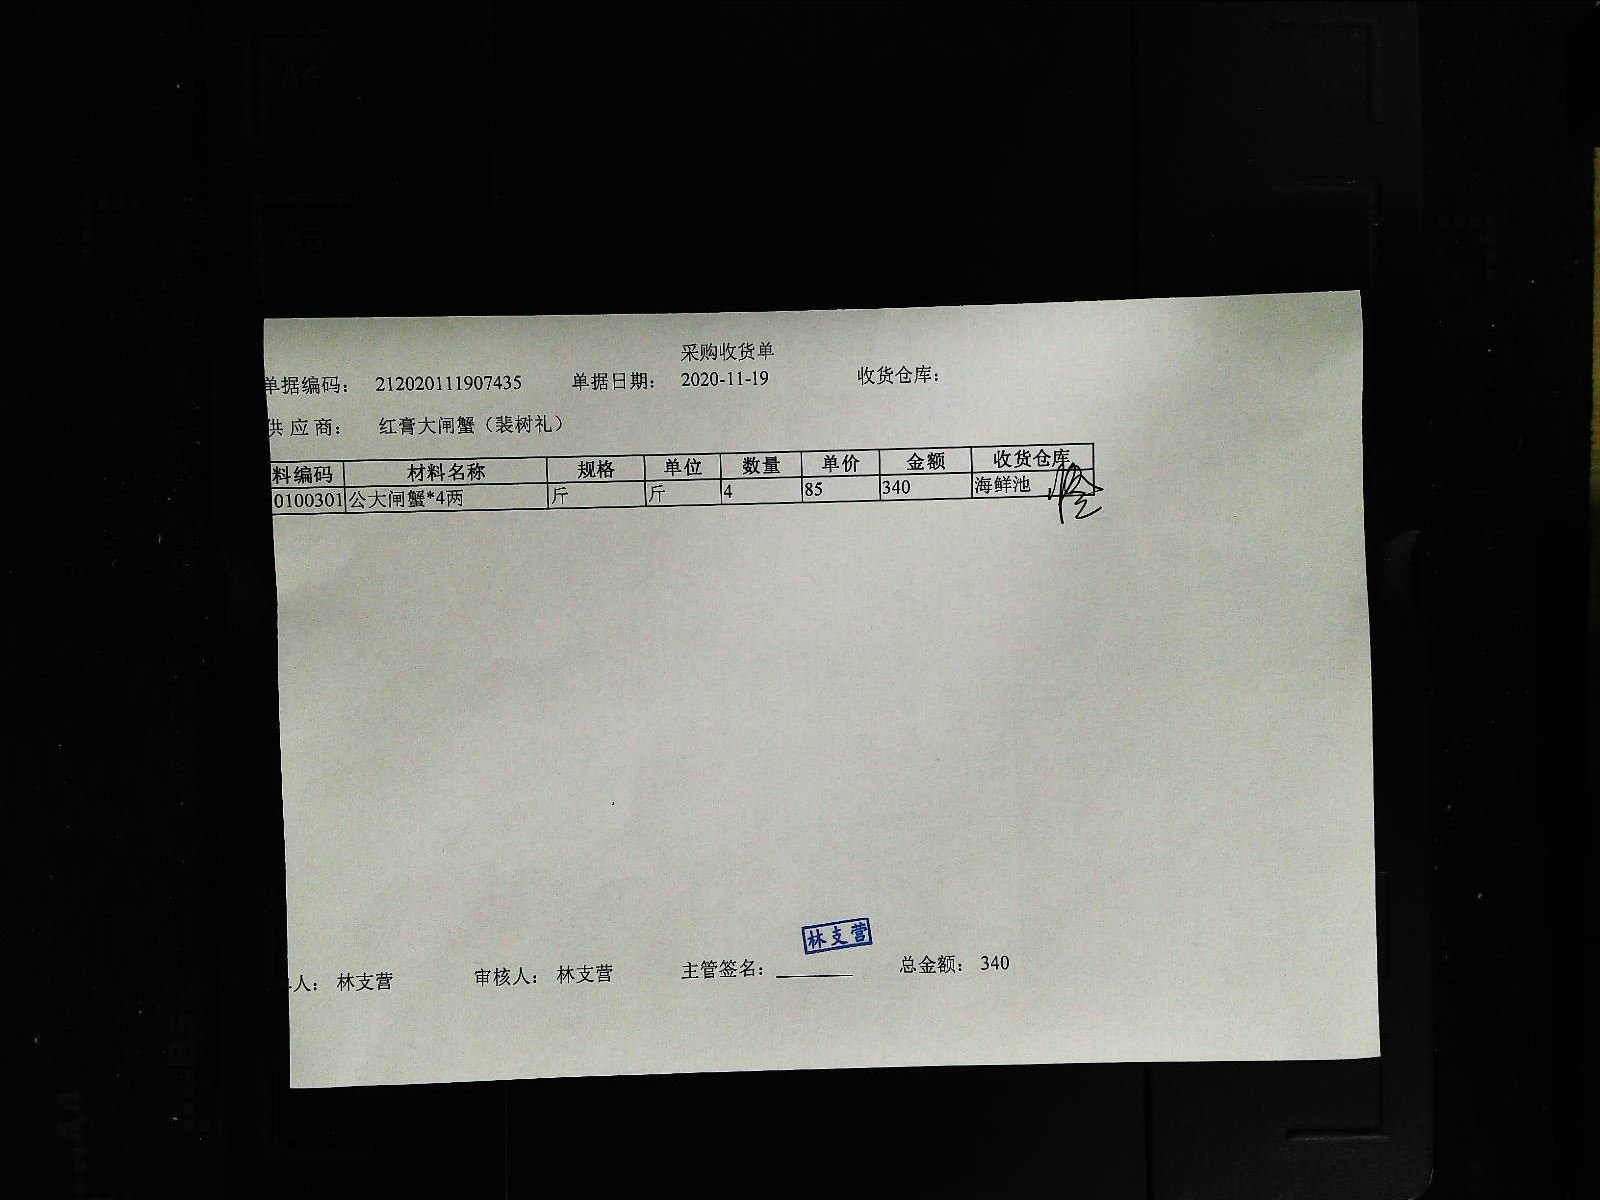 采购收货单
单据编码： 212020111907435 单据日期： 2020-11-19 收货仓库：
供应商： 红膏大闸蟹（裴树礼）
料编码 材料名称 规格 单位 数量 单价 金额 收货仓库
0100301 公大闸蟹*4两 斤 斤 4 85 340 海鲜池
林支营
人： 林支营 审核人： 林支营 主管签名： 总金额： 340